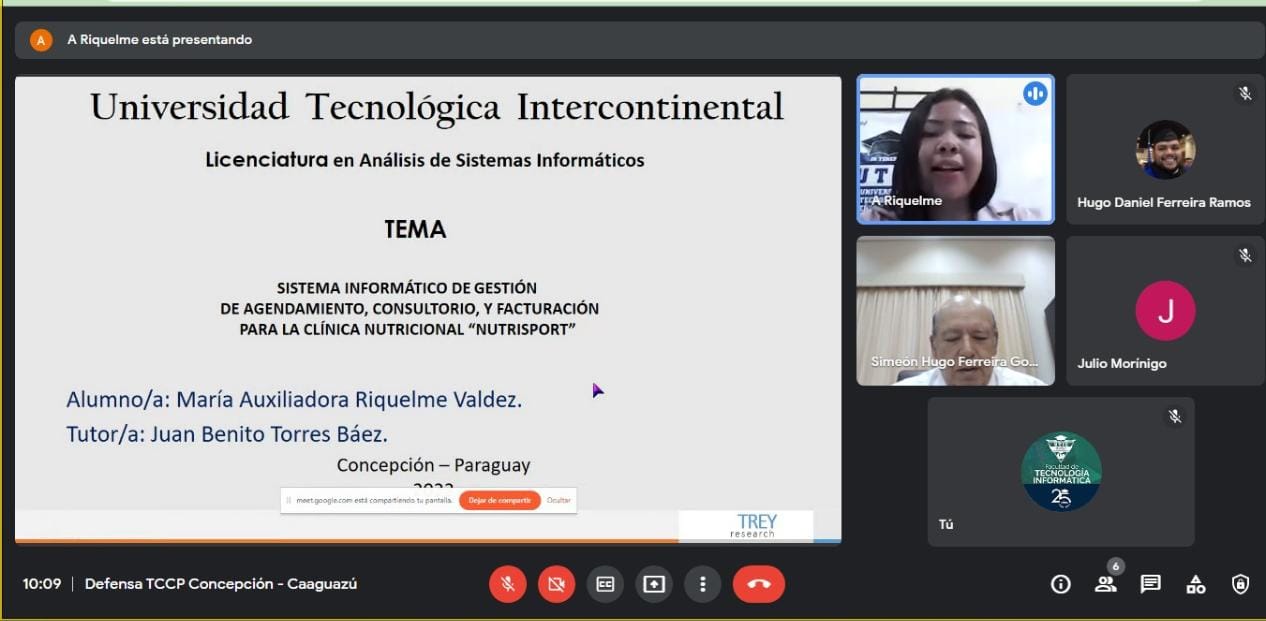 A
A Riquelme está presentando
Universidad Tecnológica Intercontinental
Licenciatura en Análisis de Sistemas Informáticos
TEMA
SISTEMA INFORMÁTICO DE GESTIÓN
DE AGENDAMIENTO, CONSULTORIO, Y FACTURACIÓN
PARA LA CLÍNICA NUTRICIONAL “NUTRISPORT”
Alumno/a: María Auxiliadora Riquelme Valdez.
Tutor/a: Juan Benito Torres Báez.
Concepción – Paraguay
meet.google.com está compartiendo tu pantalla.
Dejar de compartir
Ocultar
TREY
research
UT
A Riquelme
Hugo Daniel Ferreira Ramos
Simeón Hugo Ferreira Go...
J
Julio Morínigo
Facultad de
TECNOLOGÍA
INFORMÁTICA
25
Tú
10:09 | Defensa TCCP Concepción - Caaguazú
CC
6